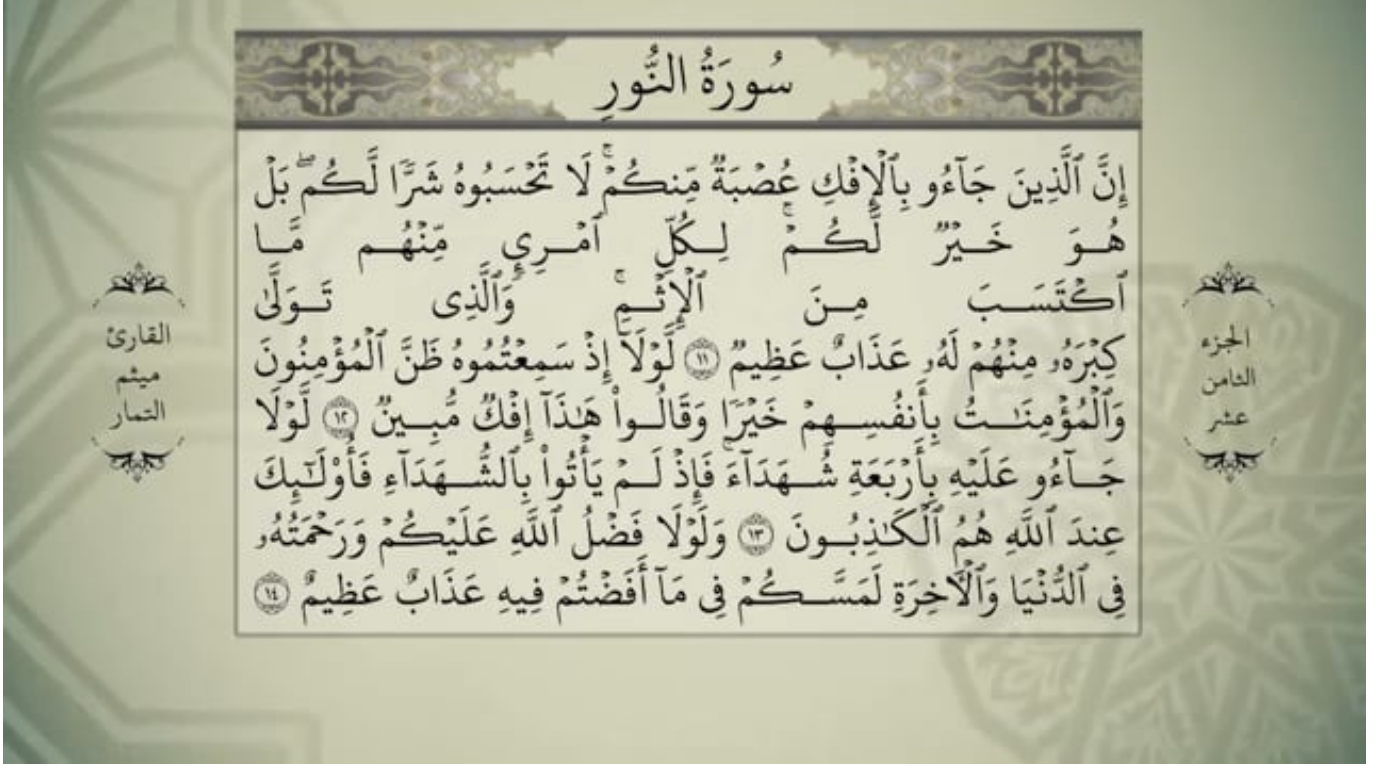 سُورَةُ النُّورِ
إِنَّ ٱلَّذِينَ جَآءُو بِٱلْإِفْكِ عُصْبَةٌ مِّنكُمْ ۚ لَا تَحْسَبُوهُ شَرًّا لَّكُم ۖ بَلْ
هُوَ خَيْرٌ لَّكُمْ ۚ لِكُلِّ ٱمْرِئٍ مِّنْهُم مَّا
ٱكْتَسَبَ مِنَ ٱلْإِثْمِ ۚ وَٱلَّذِى تَوَلَّىٰ
كِبْرَهُۥ مِنْهُمْ لَهُۥ عَذَابٌ عَظِيمٌ ١١ لَّوْلَآ إِذْ سَمِعْتُمُوهُ ظَنَّ ٱلْمُؤْمِنُونَ
وَٱلْمُؤْمِنَـٰتُ بِأَنفُسِهِمْ خَيْرًا وَقَالُوا۟ هَـٰذَآ إِفْكٌ مُّبِينٌ ١٢ لَّوْلَا
جَآءُو عَلَيْهِ بِأَرْبَعَةِ شُهَدَآءَ ۚ فَإِذْ لَمْ يَأْتُوا۟ بِٱلشُّهَدَآءِ فَأُو۟لَـٰٓئِكَ
عِندَ ٱللَّهِ هُمُ ٱلْكَـٰذِبُونَ ١٣ وَلَوْلَا فَضْلُ ٱللَّهِ عَلَيْكُمْ وَرَحْمَتُهُۥ
فِى ٱلدُّنْيَا وَٱلْـَٔاخِرَةِ لَمَسَّكُمْ فِى مَآ أَفَضْتُمْ فِيهِ عَذَابٌ عَظِيمٌ ١٤
الجزء
الثامن
عشر
القارئ
ميثم
التمار